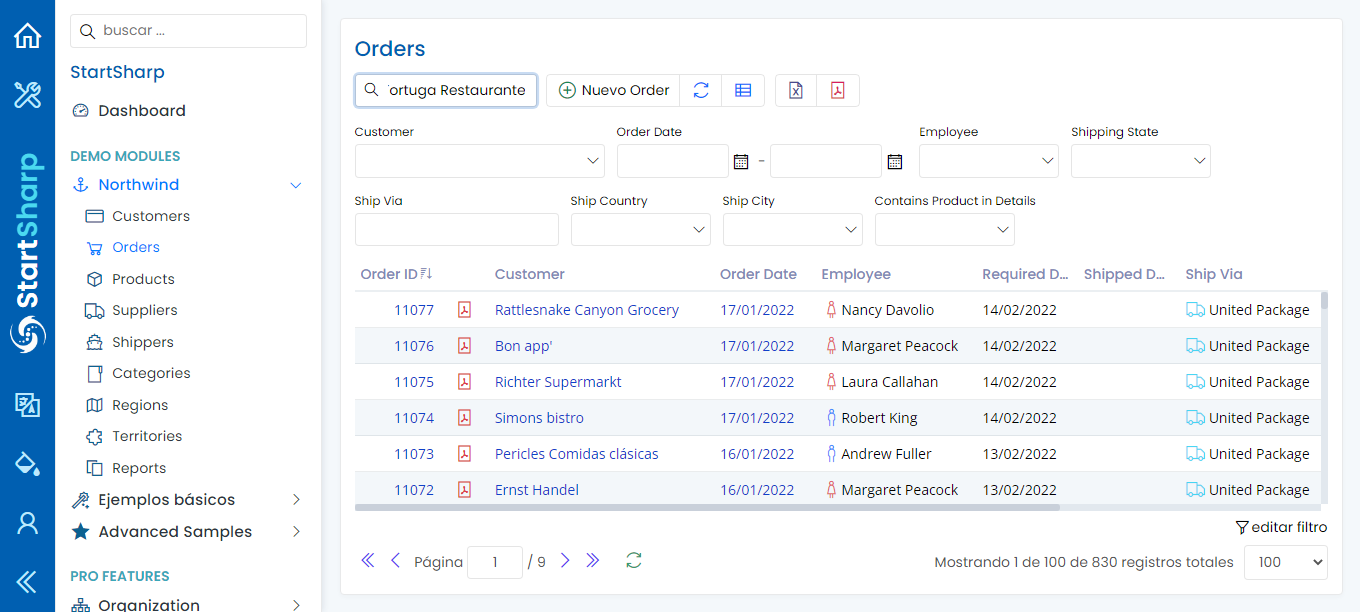 buscar ...
StartSharp
Dashboard
DEMO MODULES
Northwind
Customers
Orders
Products
Suppliers
Shippers
Categories
Regions
Territories
Reports
Ejemplos básicos
Advanced Samples
PRO FEATURES
Organization
StartSharp
Orders
ortuga Restaurante
Nuevo Order
Customer
Order Date
Employee
Shipping State
-
Ship Via
Ship Country
Ship City
Contains Product in Details
Order ID Customer Order Date Employee Required D... Shipped D... Ship Via
11077 Rattlesnake Canyon Grocery 17/01/2022 Nancy Davolio 14/02/2022 United Package
11076 Bon app' 17/01/2022 Margaret Peacock 14/02/2022 United Package
11075 Richter Supermarkt 17/01/2022 Laura Callahan 14/02/2022 United Package
11074 Simons bistro 17/01/2022 Robert King 14/02/2022 United Package
11073 Pericles Comidas clásicas 16/01/2022 Andrew Fuller 13/02/2022 United Package
11072 Ernst Handel 16/01/2022 Margaret Peacock 13/02/2022 United Package
editar filtro
Página 1 / 9
Mostrando 1 de 100 de 830 registros totales 100